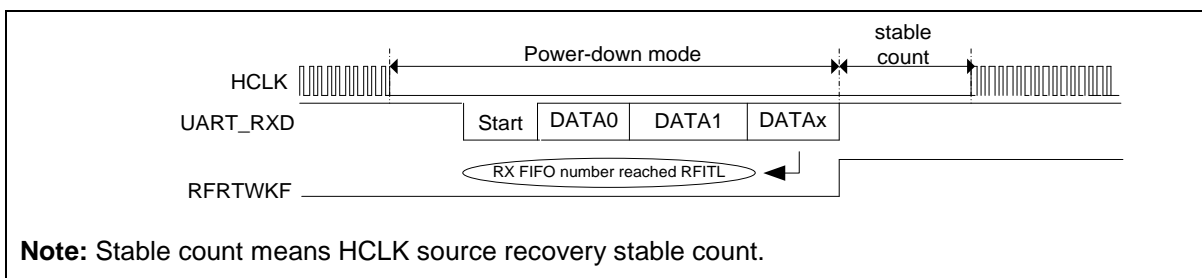 stable
count
Power-down mode
HCLK
UART_RXD
Start DATA0 DATA1 DATAx
RX FIFO number reached RFITL
RFRTWKF
Note: Stable count means HCLK source recovery stable count.